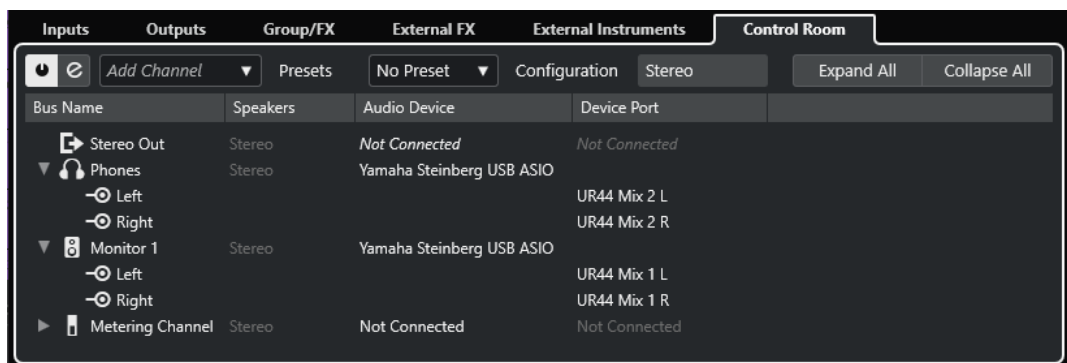 Inputs Outputs Group/FX External FX External Instruments Control Room
Add Channel Presets No Preset Configuration Stereo Expand All Collapse All
Bus Name Speakers Audio Device Device Port
Stereo Out Stereo Not Connected Not Connected
Phones Stereo Yamaha Steinberg USB ASIO
Left UR44 Mix 2 L
Right UR44 Mix 2 R
Monitor 1 Stereo Yamaha Steinberg USB ASIO
Left UR44 Mix 1 L
Right UR44 Mix 1 R
Metering Channel Stereo Not Connected Not Connected